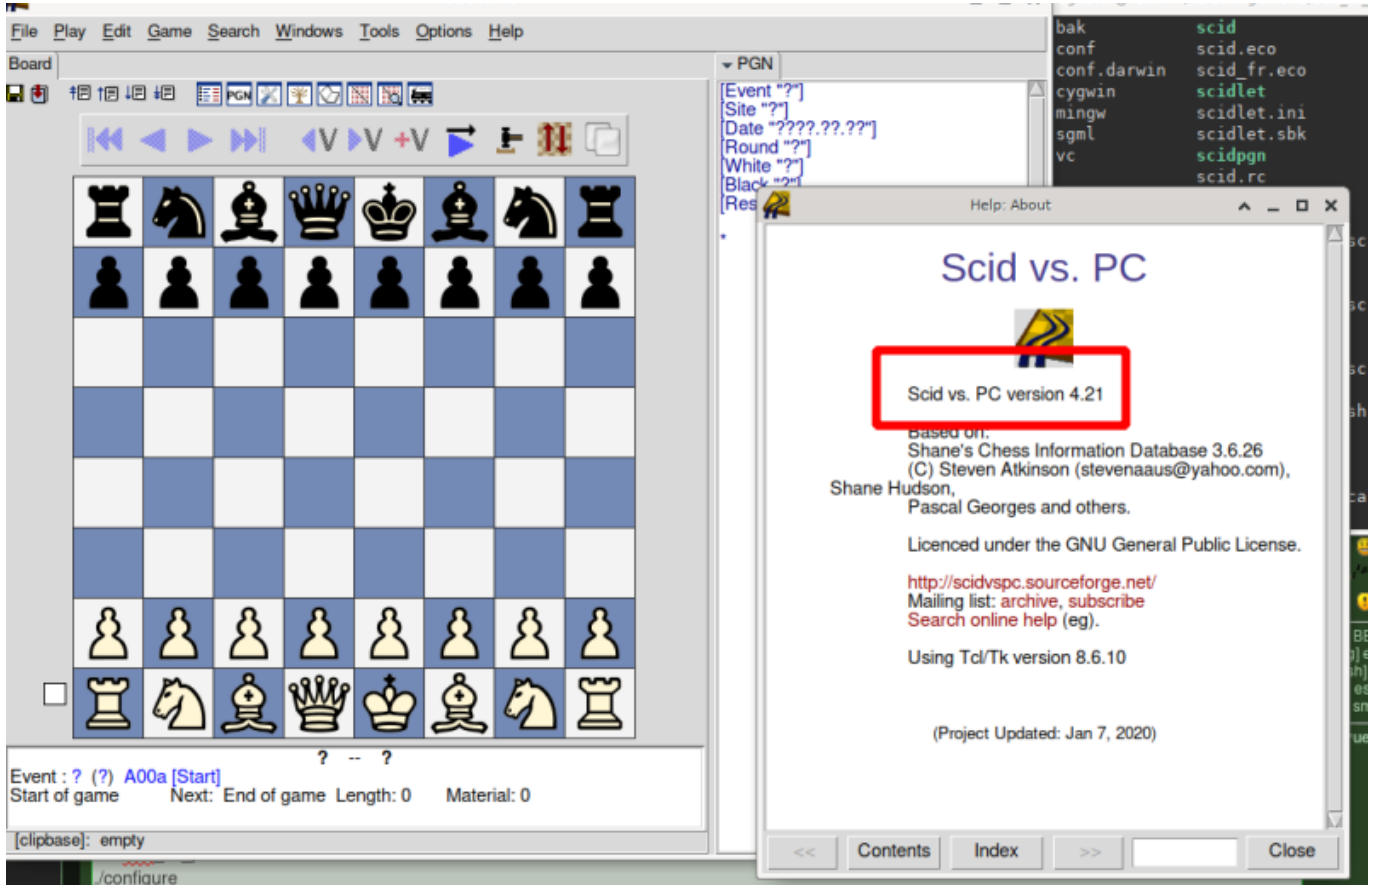 File Play Edit Game Search Windows Tools Options Help
Board
PGN
PGN
V V +V
[Event "?"]
[Site "?"]
[Date "????.??.??"]
[Round "?"]
[White "?"]
[Black "?"]
[Res
*
bak scid
conf scid.eco
conf.darwin scid_fr.eco
cygwin scidlet
mingw scidlet.ini
sgml scidlet.sbk
vc scidpgn
scid.rc
Help: About
Scid vs. PC
Scid vs. PC version 4.21
Based on:
Shane's Chess Information Database 3.6.26
(C) Steven Atkinson (stevenaaus@yahoo.com),
Shane Hudson,
Pascal Georges and others.
Licenced under the GNU General Public License.
http://scidvspc.sourceforge.net/
Mailing list: archive, subscribe
Search online help (eg).
Using Tcl/Tk version 8.6.10
(Project Updated: Jan 7, 2020)
<< Contents Index >> Close
? -- ?
Event : ? (?) A00a [Start]
Start of game Next: End of game Length: 0 Material: 0
[clipbase]: empty
./configure